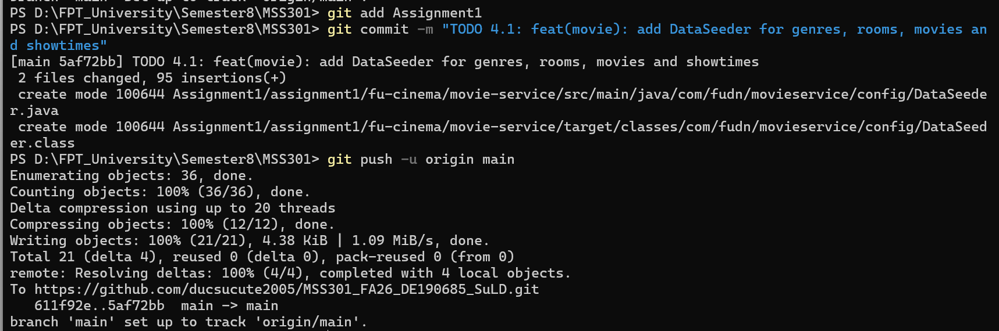 PS D:\FPT_University\Semester8\MSS301> git add Assignment1
PS D:\FPT_University\Semester8\MSS301> git commit -m "TODO 4.1: feat(movie): add DataSeeder for genres, rooms, movies an
d showtimes"
[main 5af72bb] TODO 4.1: feat(movie): add DataSeeder for genres, rooms, movies and showtimes
 2 files changed, 95 insertions(+)
 create mode 100644 Assignment1/assignment1/fu-cinema/movie-service/src/main/java/com/fudn/movieservice/config/DataSeede
r.java
 create mode 100644 Assignment1/assignment1/fu-cinema/movie-service/target/classes/com/fudn/movieservice/config/DataSeed
er.class
PS D:\FPT_University\Semester8\MSS301> git push -u origin main
Enumerating objects: 36, done.
Counting objects: 100% (36/36), done.
Delta compression using up to 20 threads
Compressing objects: 100% (12/12), done.
Writing objects: 100% (21/21), 4.38 KiB | 1.09 MiB/s, done.
Total 21 (delta 4), reused 0 (delta 0), pack-reused 0 (from 0)
remote: Resolving deltas: 100% (4/4), completed with 4 local objects.
To https://github.com/ducsucute2005/MSS301_FA26_DE190685_SuLD.git
   611f92e..5af72bb  main -> main
branch 'main' set up to track 'origin/main'.